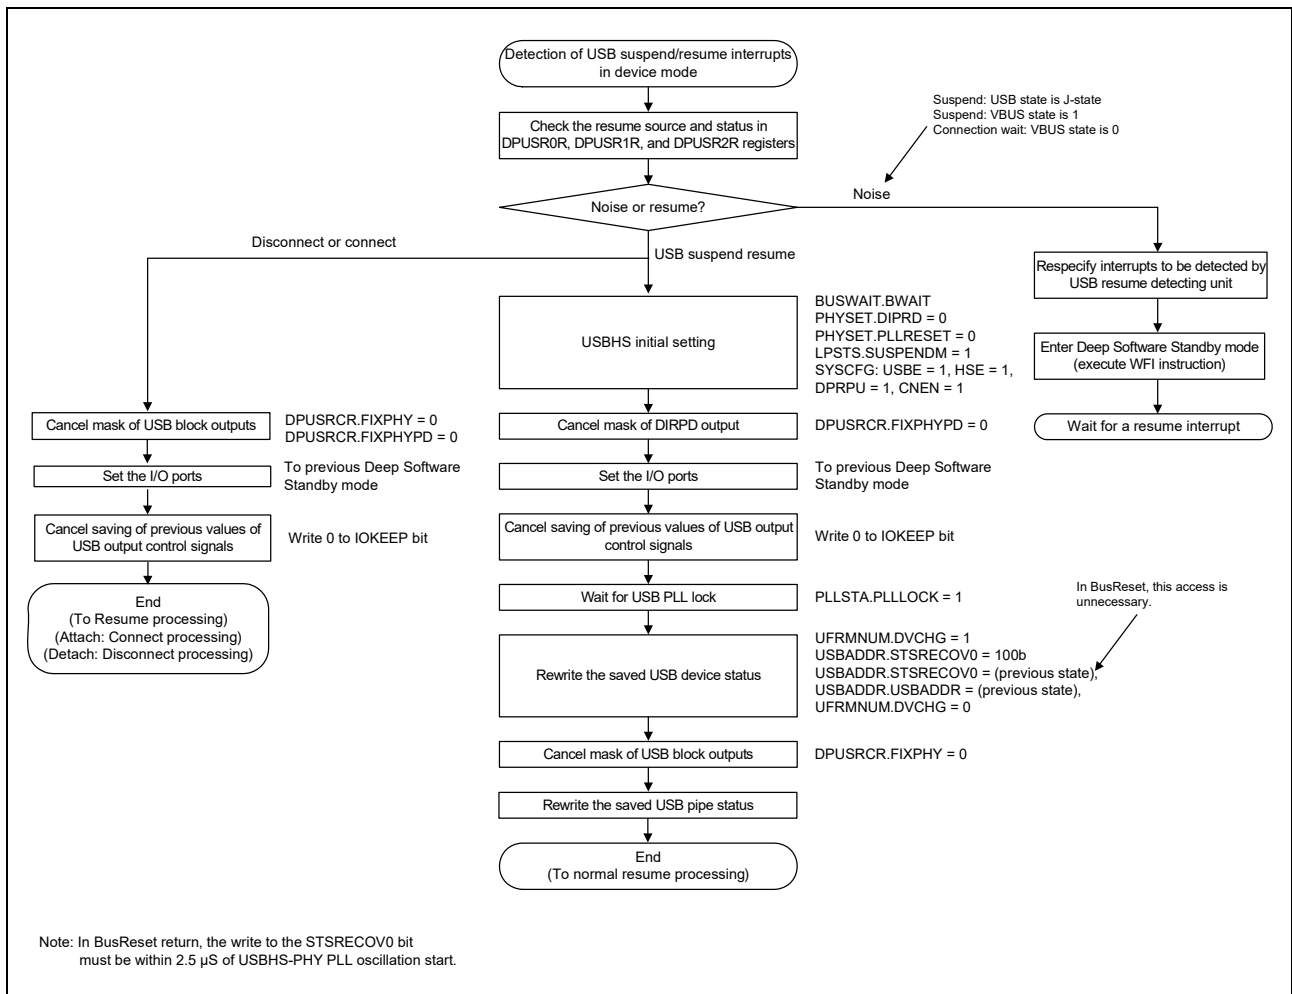 Detection of USB suspend/resume interrupts
in device mode
Suspend: USB state is J-state
Suspend: VBUS state is 1
Connection wait: VBUS state is 0
Check the resume source and status in
DPUSR0R, DPUSR1R, and DPUSR2R registers
Noise or resume?
Noise
Disconnect or connect
USB suspend resume
Respecify interrupts to be detected by
USB resume detecting unit
Enter Deep Software Standby mode
(execute WFI instruction)
Wait for a resume interrupt
USBHS initial setting
BUSWAIT.BWAIT
PHYSET.DIPRD = 0
PHYSET.PLLRESET = 0
LPSTS.SUSPENDM = 1
SYSCFG: USBE = 1, HSE = 1,
DPRPU = 1, CNEN = 1
Cancel mask of USB block outputs
DPUSRCR.FIXPHY = 0
DPUSRCR.FIXPHYPD = 0
Set the I/O ports
To previous Deep Software
Standby mode
Cancel saving of previous values of
USB output control signals
Write 0 to IOKEEP bit
End
(To Resume processing)
(Attach: Connect processing)
(Detach: Disconnect processing)
Cancel mask of DIRPD output
DPUSRCR.FIXPHYPD = 0
Set the I/O ports
To previous Deep Software
Standby mode
Cancel saving of previous values of USB output
control signals
Write 0 to IOKEEP bit
Wait for USB PLL lock
PLLSTA.PLLLOCK = 1
In BusReset, this access is
unnecessary.
Rewrite the saved USB device status
UFRMNUM.DVCHG = 1
USBADDR.STSRECOV0 = 100b
USBADDR.STSRECOV0 = (previous state),
USBADDR.USBADDR = (previous state),
UFRMNUM.DVCHG = 0
Cancel mask of USB block outputs
DPUSRCR.FIXPHY = 0
Rewrite the saved USB pipe status
End
(To normal resume processing)
Note: In BusReset return, the write to the STSRECOV0 bit
must be within 2.5 µS of USBHS-PHY PLL oscillation start.